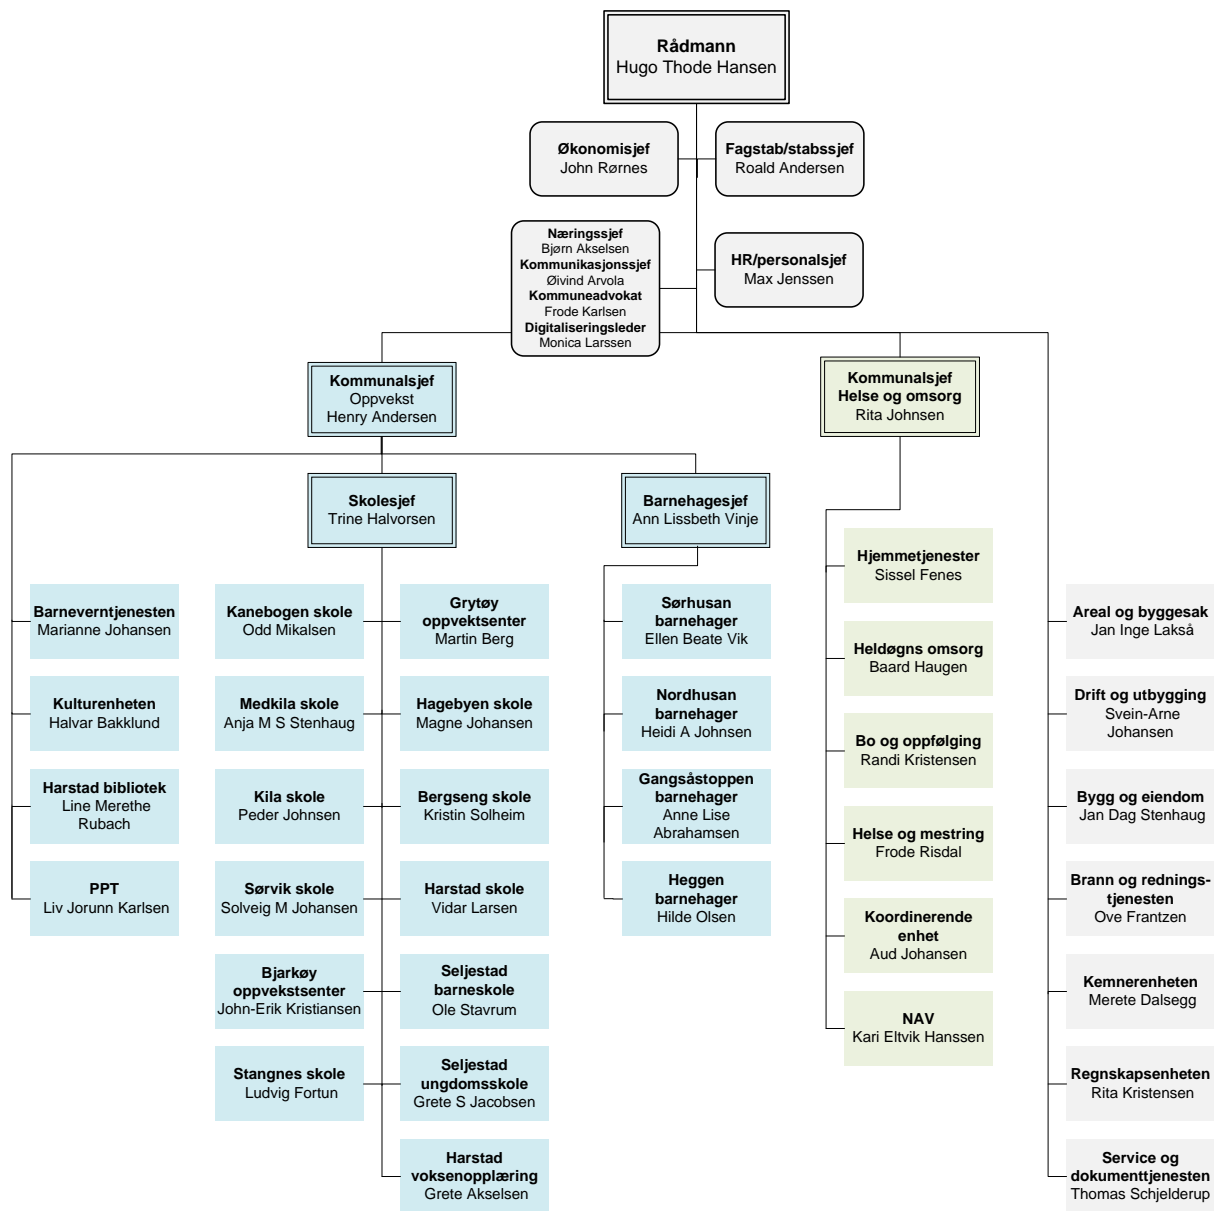 Rådmann
Hugo Thode Hansen
Økonomisjef
John Rørnes
Fagstab/stabssjef
Roald Andersen
Næringssjef
Bjørn Akselsen
Kommunikasjonssjef
Øivind Arvola
Kommuneadvokat
Frode Karlsen
Digitaliseringsleder
Monica Larssen
HR/personalsjef
Max Jenssen
Kommunalsjef
Oppvekst
Henry Andersen
Kommunalsjef
Helse og omsorg
Rita Johnsen
Skolesjef
Trine Halvorsen
Barnehagesjef
Ann Lissbeth Vinje
Barneverntjenesten
Marianne Johansen
Kulturenheten
Halvar Bakklund
Harstad bibliotek
Line Merethe
Rubach
PPT
Liv Jorunn Karlsen
Kanebogen skole
Odd Mikalsen
Medkila skole
Anja M S Stenhaug
Kila skole
Peder Johnsen
Sørvik skole
Solveig M Johansen
Bjarkøy
oppvekstsenter
John-Erik Kristiansen
Stangnes skole
Ludvig Fortun
Grytøy
oppvektsenter
Martin Berg
Hagebyen skole
Magne Johansen
Bergseng skole
Kristin Solheim
Harstad skole
Vidar Larsen
Seljestad
barneskole
Ole Stavrum
Seljestad
ungdomsskole
Grete S Jacobsen
Harstad
voksenopplæring
Grete Akselsen
Sørhusan
barnehager
Ellen Beate Vik
Nordhusan
barnehager
Heidi A Johnsen
Gangsåstoppen
barnehager
Anne Lise
Abrahamsen
Heggen
barnehager
Hilde Olsen
Hjemmetjenester
Sissel Fenes
Heldøgns omsorg
Baard Haugen
Bo og oppfølging
Randi Kristensen
Helse og mestring
Frode Risdal
Koordinerende
enhet
Aud Johansen
NAV
Kari Eltvik Hanssen
Areal og byggesak
Jan Inge Lakså
Drift og utbygging
Svein-Arne
Johansen
Bygg og eiendom
Jan Dag Stenhaug
Brann og rednings-
tjenesten
Ove Frantzen
Kemnerenheten
Merete Dalsegg
Regnskapsenheten
Rita Kristensen
Service og
dokumenttjenesten
Thomas Schjelderup